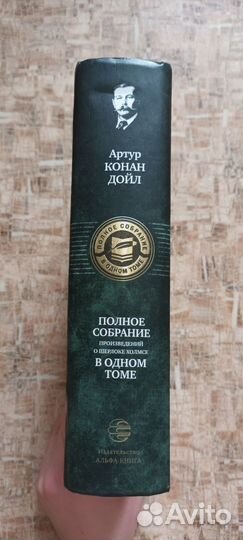 Артур
КОНАН
ДОЙЛ
ПОЛНОЕ СОБРАНИЕ
В ОДНОМ ТОМЕ
ПОЛНОЕ
СОБРАНИЕ
ПРОИЗВЕДЕНИЙ
О ШЕРЛОКЕ ХОЛМСЕ
В ОДНОМ
ТОМЕ
Издательство
АЛЬФА-КНИГА
Avito